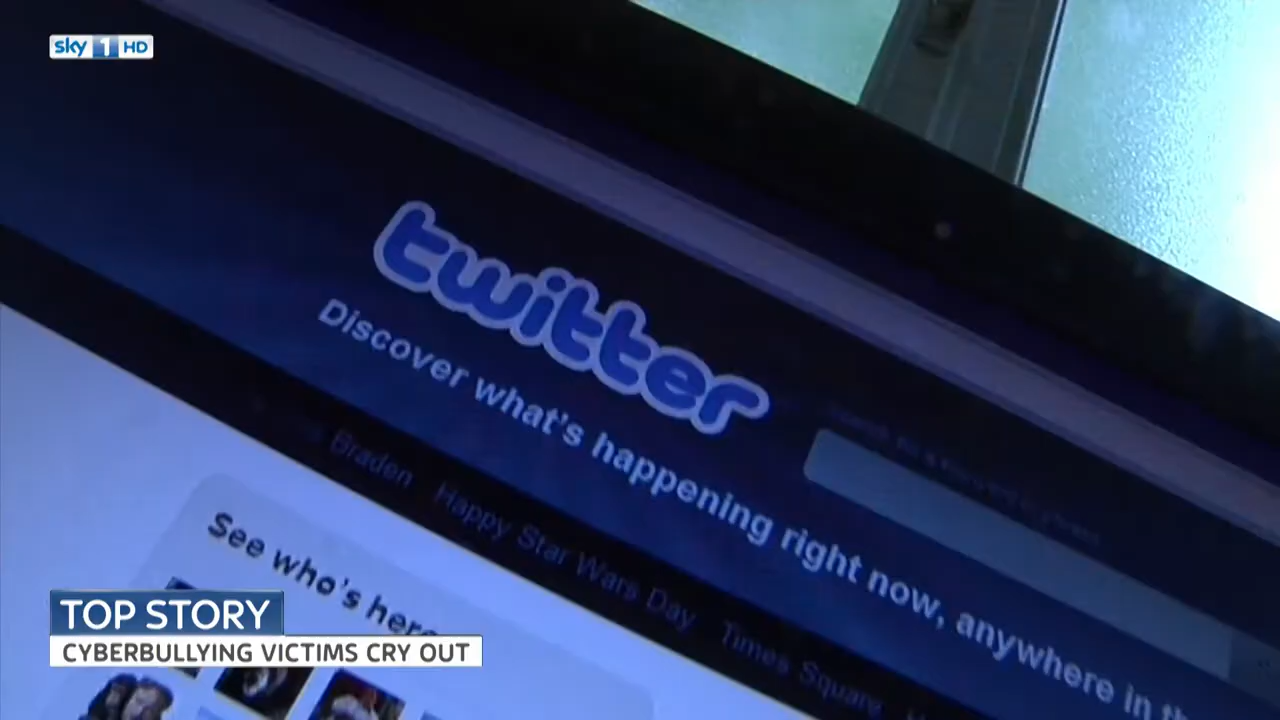 sky 1 HD
twitter
Discover what's happening right now, anywhere in
Braden Happy Star Wars Day Times Square
See who's here
TOP STORY
CYBERBULLYING VICTIMS CRY OUT